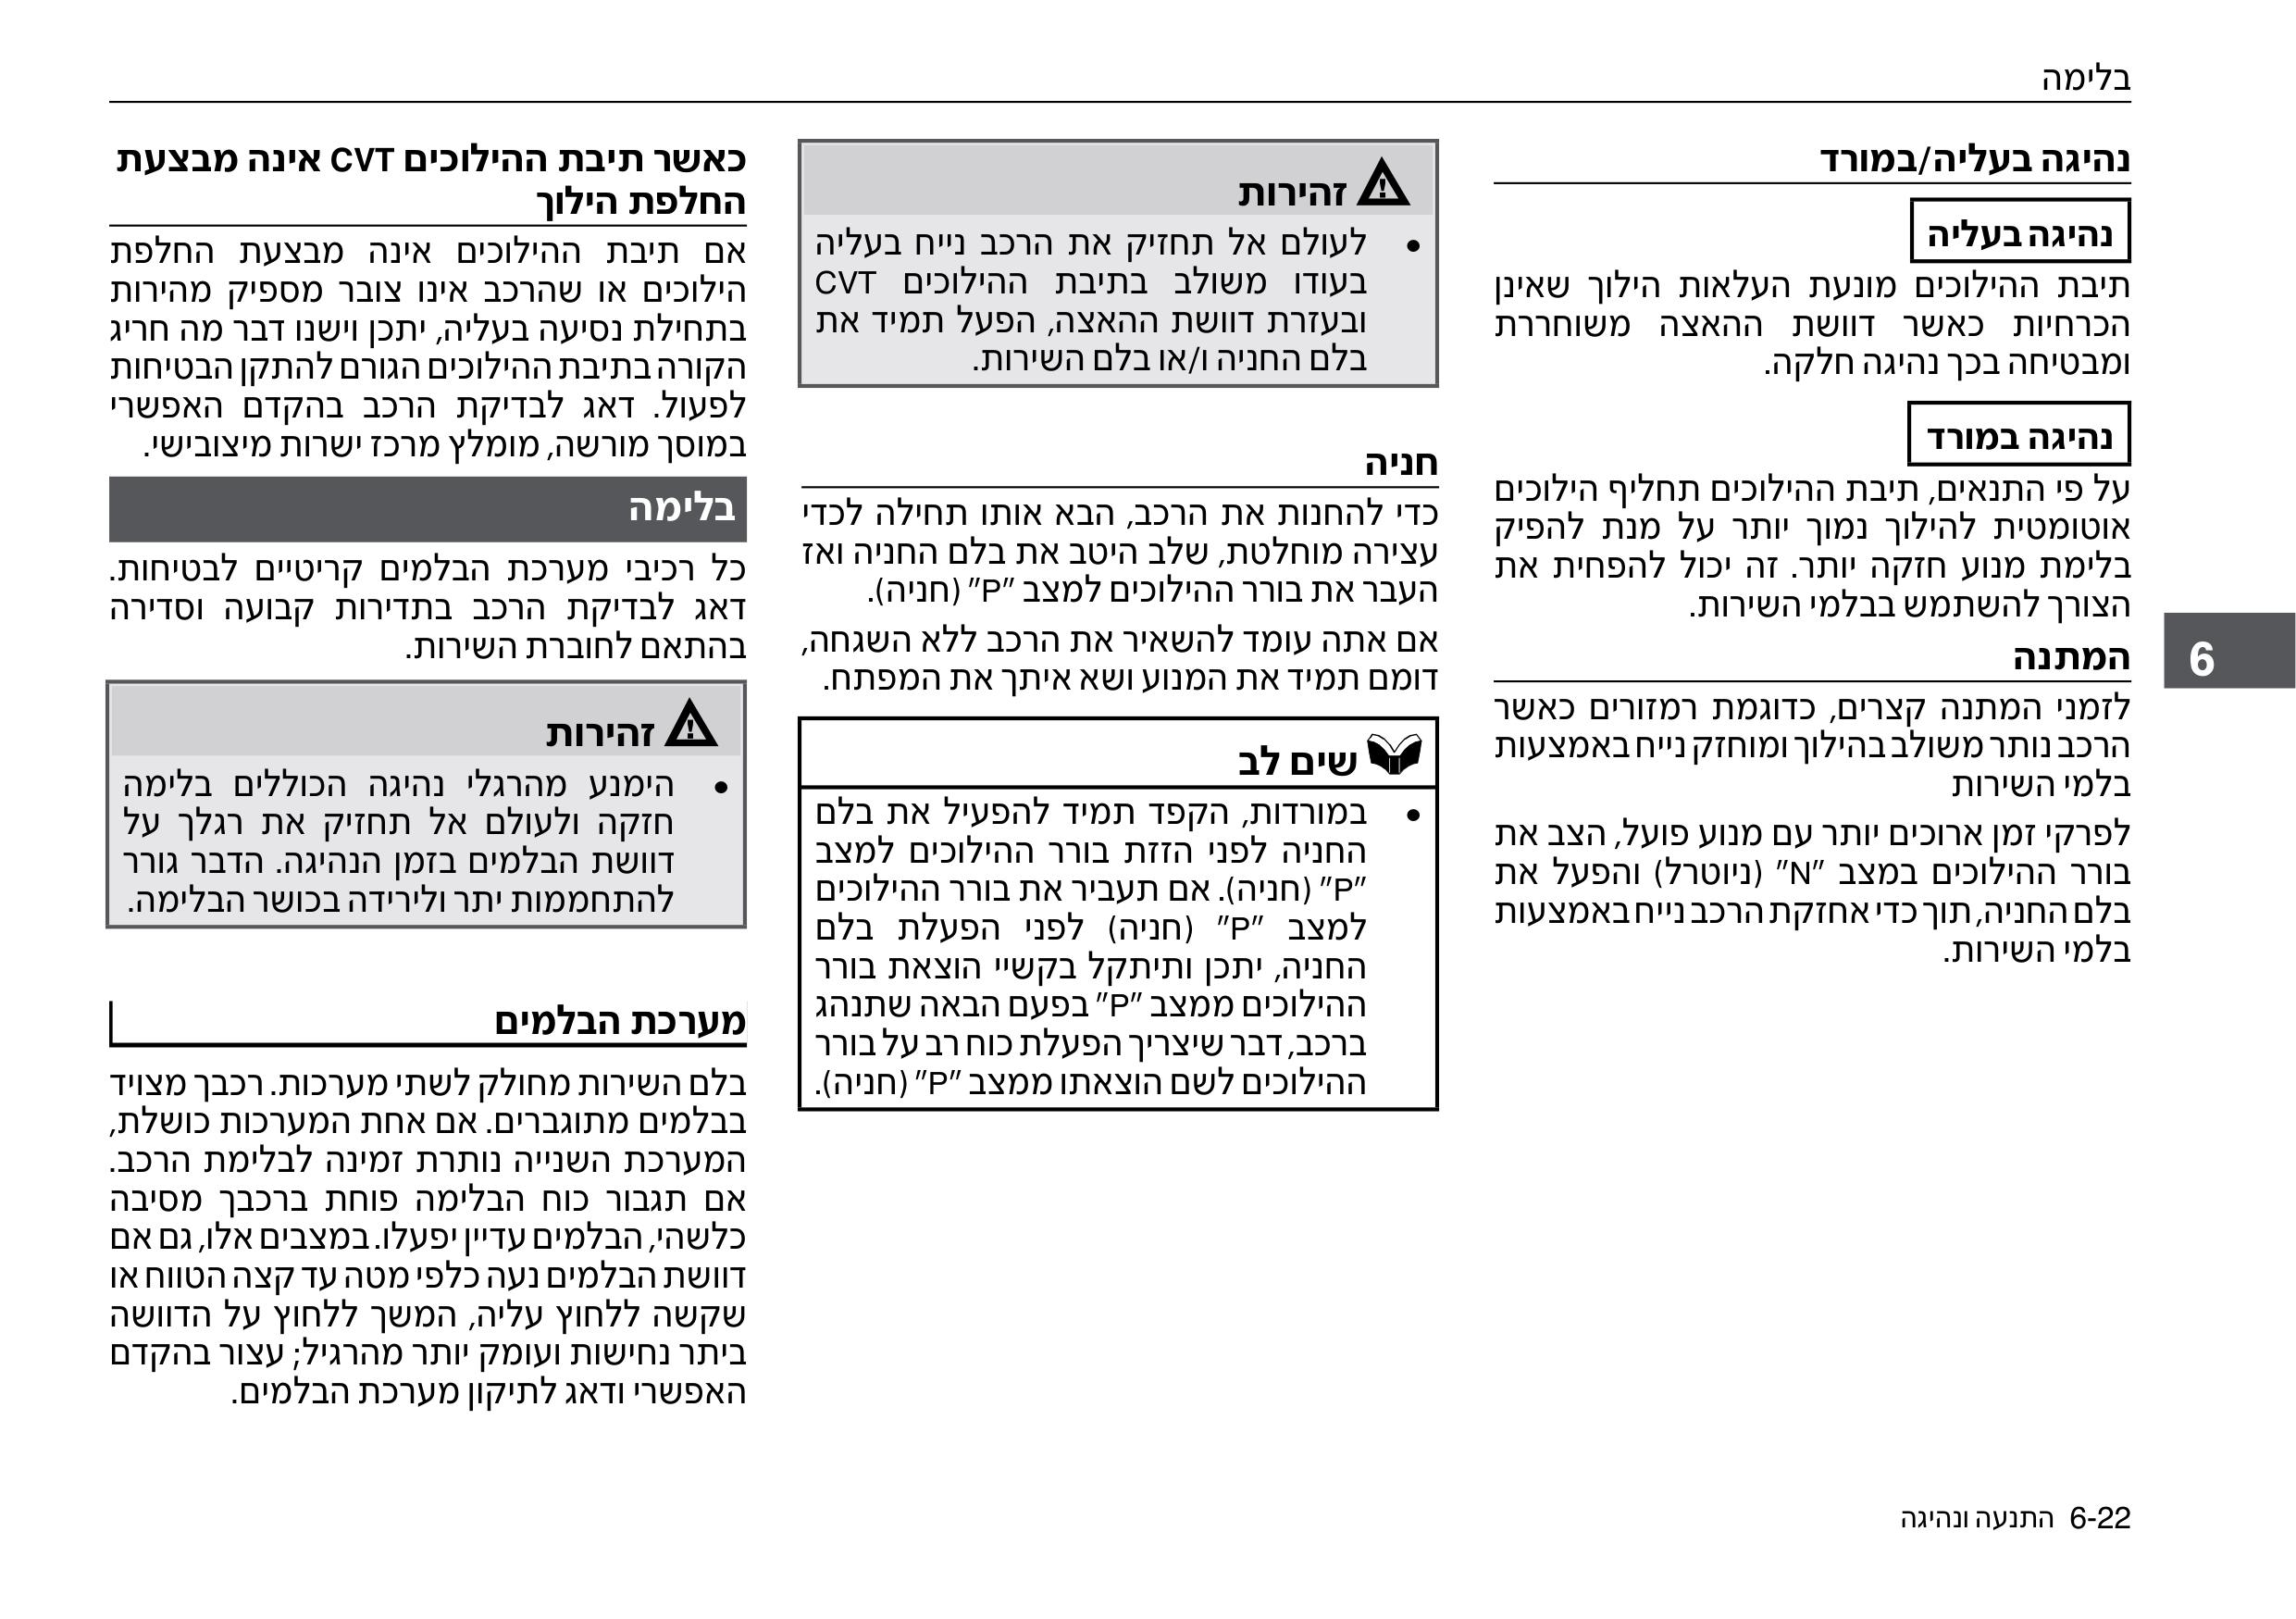 בלימה
נהיגה בעליה/במורד
נהיגה בעליה
תיבת ההילוכים מונעת העלאות הילוך שאינן
הכרחיות כאשר דוושת ההאצה משוחררת
ומבטיחה בכך נהיגה חלקה.
נהיגה במורד
על פי התנאים, תיבת ההילוכים תחליף הילוכים
אוטומטית להילוך נמוך יותר על מנת להפיק
בלימת מנוע חזקה יותר. זה יכול להפחית את
הצורך להשתמש בבלמי השירות.
המתנה
לזמני המתנה קצרים, כדוגמת רמזורים כאשר
הרכב נותר משולב בהילוך ומוחזק נייח באמצעות
בלמי השירות
לפרקי זמן ארוכים יותר עם מנוע פועל, הצב את
בורר ההילוכים במצב "N" (ניוטרל) והפעל את
בלם החניה, תוך כדי אחזקת הרכב נייח באמצעות
בלמי השירות.
זהירות
• לעולם אל תחזיק את הרכב נייח בעליה
בעודו משולב בתיבת ההילוכים CVT
ובעזרת דוושת ההאצה, הפעל תמיד את
בלם החניה ו/או בלם השירות.
חניה
כדי להחנות את הרכב, הבא אותו תחילה לכדי
עצירה מוחלטת, שלב היטב את בלם החניה ואז
העבר את בורר ההילוכים למצב "P" (חניה).
אם אתה עומד להשאיר את הרכב ללא השגחה,
דומם תמיד את המנוע ושא איתך את המפתח.
שים לב
• במורדות, הקפד תמיד להפעיל את בלם
החניה לפני הזזת בורר ההילוכים למצב
"P" (חניה). אם תעביר את בורר ההילוכים
למצב "P" (חניה) לפני הפעלת בלם
החניה, יתכן ותיתקל בקשיי הוצאת בורר
ההילוכים ממצב "P" בפעם הבאה שתנהג
ברכב, דבר שיצריך הפעלת כוח רב על בורר
ההילוכים לשם הוצאתו ממצב "P" (חניה).
כאשר תיבת ההילוכים CVT אינה מבצעת
החלפת הילוך
אם תיבת ההילוכים אינה מבצעת החלפת
הילוכים או שהרכב אינו צובר מספיק מהירות
בתחילת נסיעה בעליה, יתכן וישנו דבר מה חריג
הקורה בתיבת ההילוכים הגורם להתקן הבטיחות
לפעול. דאג לבדיקת הרכב בהקדם האפשרי
במוסך מורשה, מומלץ מרכז ישרות מיצובישי.
בלימה
כל רכיבי מערכת הבלמים קריטיים לבטיחות.
דאג לבדיקת הרכב בתדירות קבועה וסדירה
בהתאם לחוברת השירות.
זהירות
• הימנע מהרגלי נהיגה הכוללים בלימה
חזקה ולעולם אל תחזיק את רגלך על
דוושת הבלמים בזמן הנהיגה. הדבר גורר
להתחממות יתר ולירידה בכושר הבלימה.
מערכת הבלמים
בלם השירות מחולק לשתי מערכות. רכבך מצויד
בבלמים מתוגברים. אם אחת המערכות כושלת,
המערכת השנייה נותרת זמינה לבלימת הרכב.
אם תגבור כוח הבלימה פוחת ברכבך מסיבה
כלשהי, הבלמים עדיין יפעלו. במצבים אלו, גם אם
דוושת הבלמים נעה כלפי מטה עד קצה הטווח או
שקשה ללחוץ עליה, המשך ללחוץ על הדוושה
ביתר נחישות ועומק יותר מהרגיל; עצור בהקדם
האפשרי ודאג לתיקון מערכת הבלמים.
6
6-22 התנעה ונהיגה